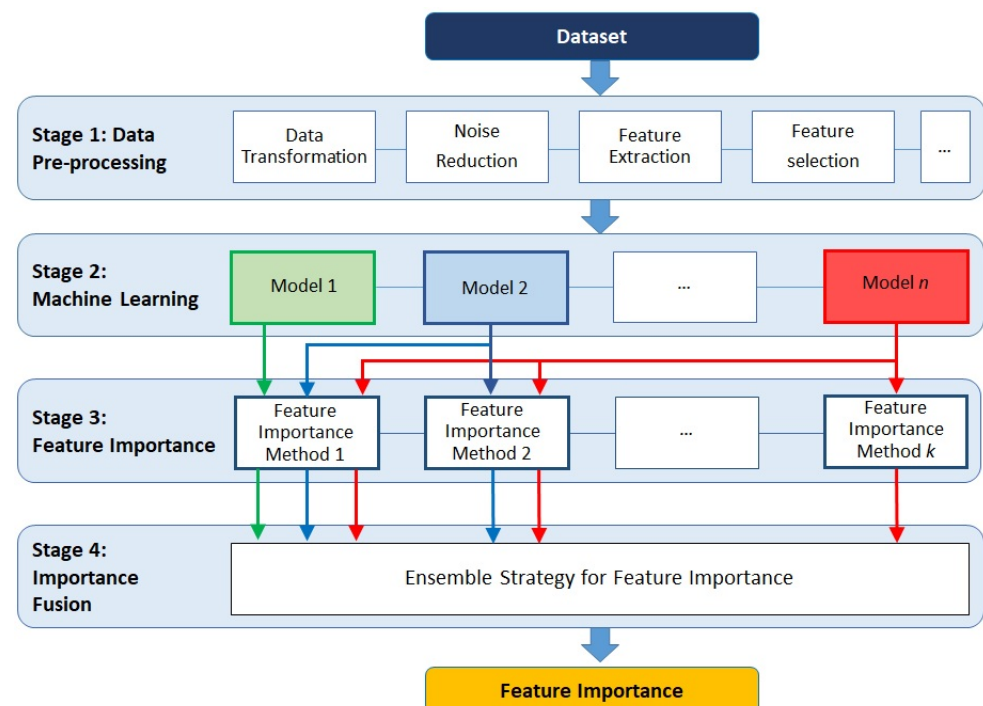 Dataset
Stage 1: Data
Pre-processing
Data
Transformation
Noise
Reduction
Feature
Extraction
Feature
selection
...
Stage 2:
Machine Learning
Model 1
Model 2
...
Model n
Stage 3:
Feature Importance
Feature
Importance
Method 1
Feature
Importance
Method 2
...
Feature
Importance
Method k
Stage 4:
Importance
Fusion
Ensemble Strategy for Feature Importance
Feature Importance